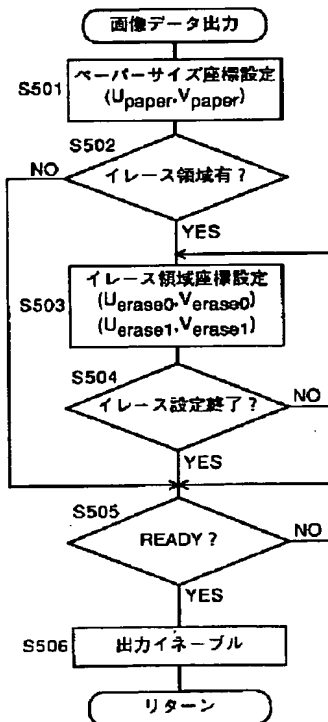 画像データ出力
S501
ペーパーサイズ座標設定
(Upaper,Vpaper)
S502
NO
イレース領域有?
YES
S503
イレース領域座標設定
(Uerase0,Verase0)
(Uerase1,Verase1)
S504
イレース設定終了?
NO
YES
S505
READY?
NO
YES
S506
出力イネーブル
リターン